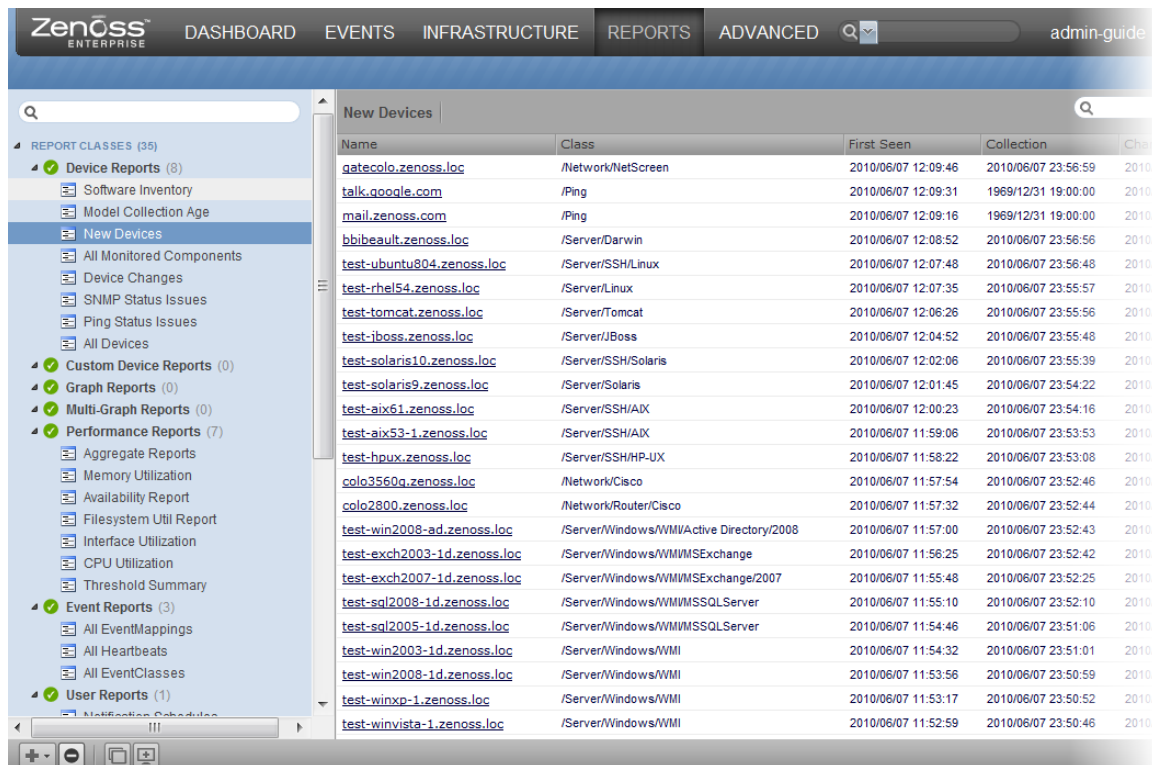 Zenoss™ ENTERPRISE DASHBOARD EVENTS INFRASTRUCTURE REPORTS ADVANCED admin-guide
New Devices
REPORT CLASSES (35)
Device Reports (8)
Software Inventory
Model Collection Age
New Devices
All Monitored Components
Device Changes
SNMP Status Issues
Ping Status Issues
All Devices
Custom Device Reports (0)
Graph Reports (0)
Multi-Graph Reports (0)
Performance Reports (7)
Aggregate Reports
Memory Utilization
Availability Report
Filesystem Util Report
Interface Utilization
CPU Utilization
Threshold Summary
Event Reports (3)
All EventMappings
All Heartbeats
All EventClasses
User Reports (1)
Notification Schedules
Name Class First Seen Collection Cha
gatecolo.zenoss.loc /Network/NetScreen 2010/06/07 12:09:46 2010/06/07 23:56:59 2010
talk.google.com /Ping 2010/06/07 12:09:31 1969/12/31 19:00:00 2010
mail.zenoss.com /Ping 2010/06/07 12:09:16 1969/12/31 19:00:00 2010
bbibeault.zenoss.loc /Server/Darwin 2010/06/07 12:08:52 2010/06/07 23:56:56 2010
test-ubuntu804.zenoss.loc /Server/SSH/Linux 2010/06/07 12:07:48 2010/06/07 23:56:48 2010
test-rhel54.zenoss.loc /Server/Linux 2010/06/07 12:07:35 2010/06/07 23:55:57 2010
test-tomcat.zenoss.loc /Server/Tomcat 2010/06/07 12:06:26 2010/06/07 23:55:56 2010
test-jboss.zenoss.loc /Server/JBoss 2010/06/07 12:04:52 2010/06/07 23:55:48 2010
test-solaris10.zenoss.loc /Server/SSH/Solaris 2010/06/07 12:02:06 2010/06/07 23:55:39 2010
test-solaris9.zenoss.loc /Server/Solaris 2010/06/07 12:01:45 2010/06/07 23:54:22 2010
test-aix61.zenoss.loc /Server/SSH/AIX 2010/06/07 12:00:23 2010/06/07 23:54:16 2010
test-aix53-1.zenoss.loc /Server/SSH/AIX 2010/06/07 11:59:06 2010/06/07 23:53:53 2010
test-hpux.zenoss.loc /Server/SSH/HP-UX 2010/06/07 11:58:22 2010/06/07 23:53:08 2010
colo3560g.zenoss.loc /Network/Cisco 2010/06/07 11:57:54 2010/06/07 23:52:46 2010
colo2800.zenoss.loc /Network/Router/Cisco 2010/06/07 11:57:32 2010/06/07 23:52:44 2010
test-win2008-ad.zenoss.loc /Server/Windows/WMI/Active Directory/2008 2010/06/07 11:57:00 2010/06/07 23:52:43 2010
test-exch2003-1d.zenoss.loc /Server/Windows/WMI/MSExchange 2010/06/07 11:56:25 2010/06/07 23:52:42 2010
test-exch2007-1d.zenoss.loc /Server/Windows/WMI/MSExchange/2007 2010/06/07 11:55:48 2010/06/07 23:52:25 2010
test-sql2008-1d.zenoss.loc /Server/Windows/WMI/MSSQLServer 2010/06/07 11:55:10 2010/06/07 23:52:10 2010
test-sql2005-1d.zenoss.loc /Server/Windows/WMI/MSSQLServer 2010/06/07 11:54:46 2010/06/07 23:51:06 2010
test-win2003-1d.zenoss.loc /Server/Windows/WMI 2010/06/07 11:54:32 2010/06/07 23:51:01 2010
test-win2008-1d.zenoss.loc /Server/Windows/WMI 2010/06/07 11:53:56 2010/06/07 23:50:59 2010
test-winxp-1.zenoss.loc /Server/Windows/WMI 2010/06/07 11:53:17 2010/06/07 23:50:52 2010
test-winvista-1.zenoss.loc /Server/Windows/WMI 2010/06/07 11:52:59 2010/06/07 23:50:46 2010